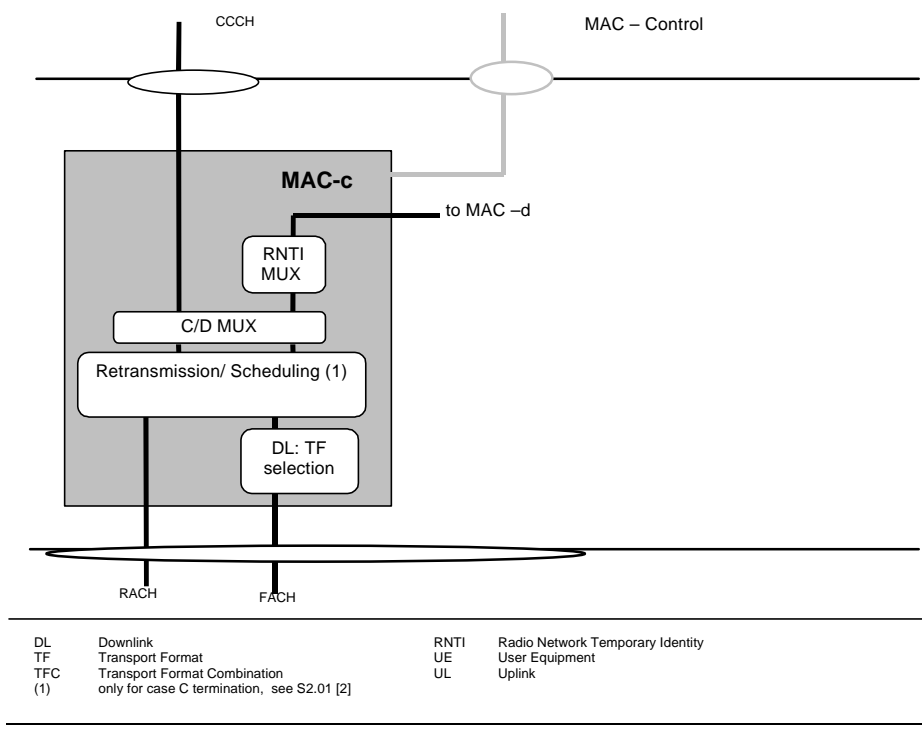 CCCH
MAC – Control
MAC-c
to MAC –d
RNTI
MUX
C/D MUX
Retransmission/ Scheduling (1)
DL: TF
selection
RACH
FACH
DL Downlink
TF Transport Format
TFC Transport Format Combination
(1) only for case C termination, see S2.01 [2]
RNTI Radio Network Temporary Identity
UE User Equipment
UL Uplink